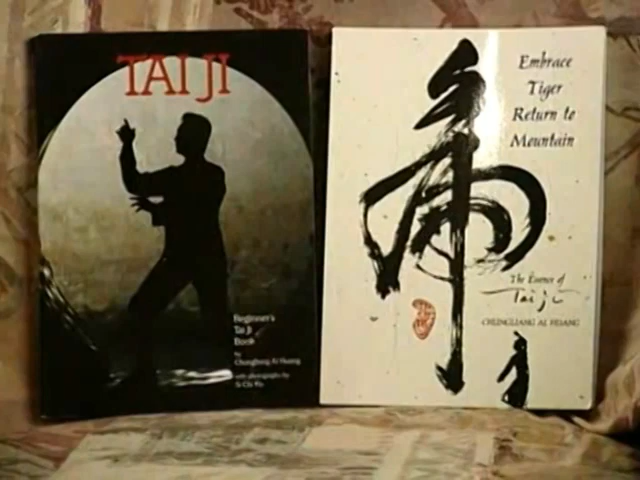 TAI JI
Beginner's
Tai Ji
Book
by
Chungliang Al Huang
with photographs by
Si Chi Ko
Embrace
Tiger
Return to
Mountain
The Essence of
Tai ji
CHUNGLIANG AL HUANG